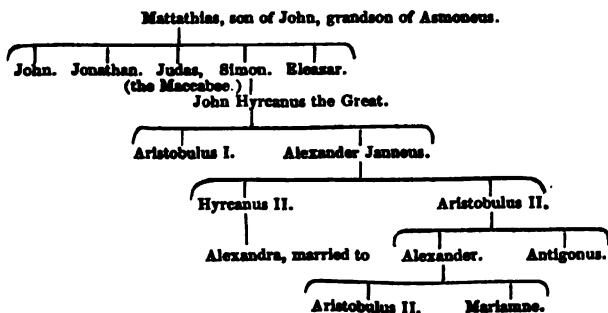 Mattathias, son of John, grandson of Asmoneus.
John. Jonathan. Judas, Simon. Eleazar.
(the Maccabee.)
John Hyrcanus the Great.
Aristobulus I. Alexander Janneus.
Hyrcanus II. Aristobulus II.
Alexandra, married to Alexander. Antigonus.
Aristobulus II. Mariamne.